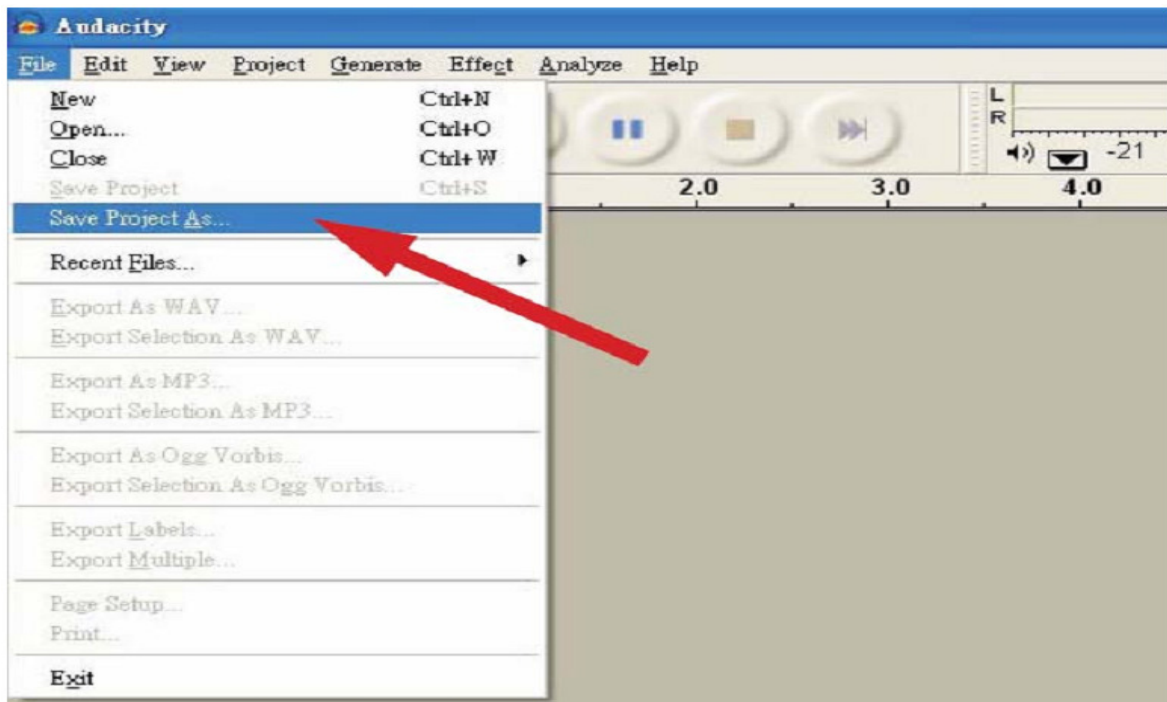 Audacity
File Edit View Project Generate Effect Analyze Help
New Ctrl+N
Open... Ctrl+O
Close Ctrl+W
Save Project Ctrl+S
Save Project As...
Recent Files...
Export As WAV...
Export Selection As WAV...
Export As MP3...
Export Selection As MP3...
Export As Ogg Vorbis...
Export Selection As Ogg Vorbis...
Export Labels...
Export Multiple...
Page Setup...
Print...
Exit
L
R
-21
2.0 3.0 4.0